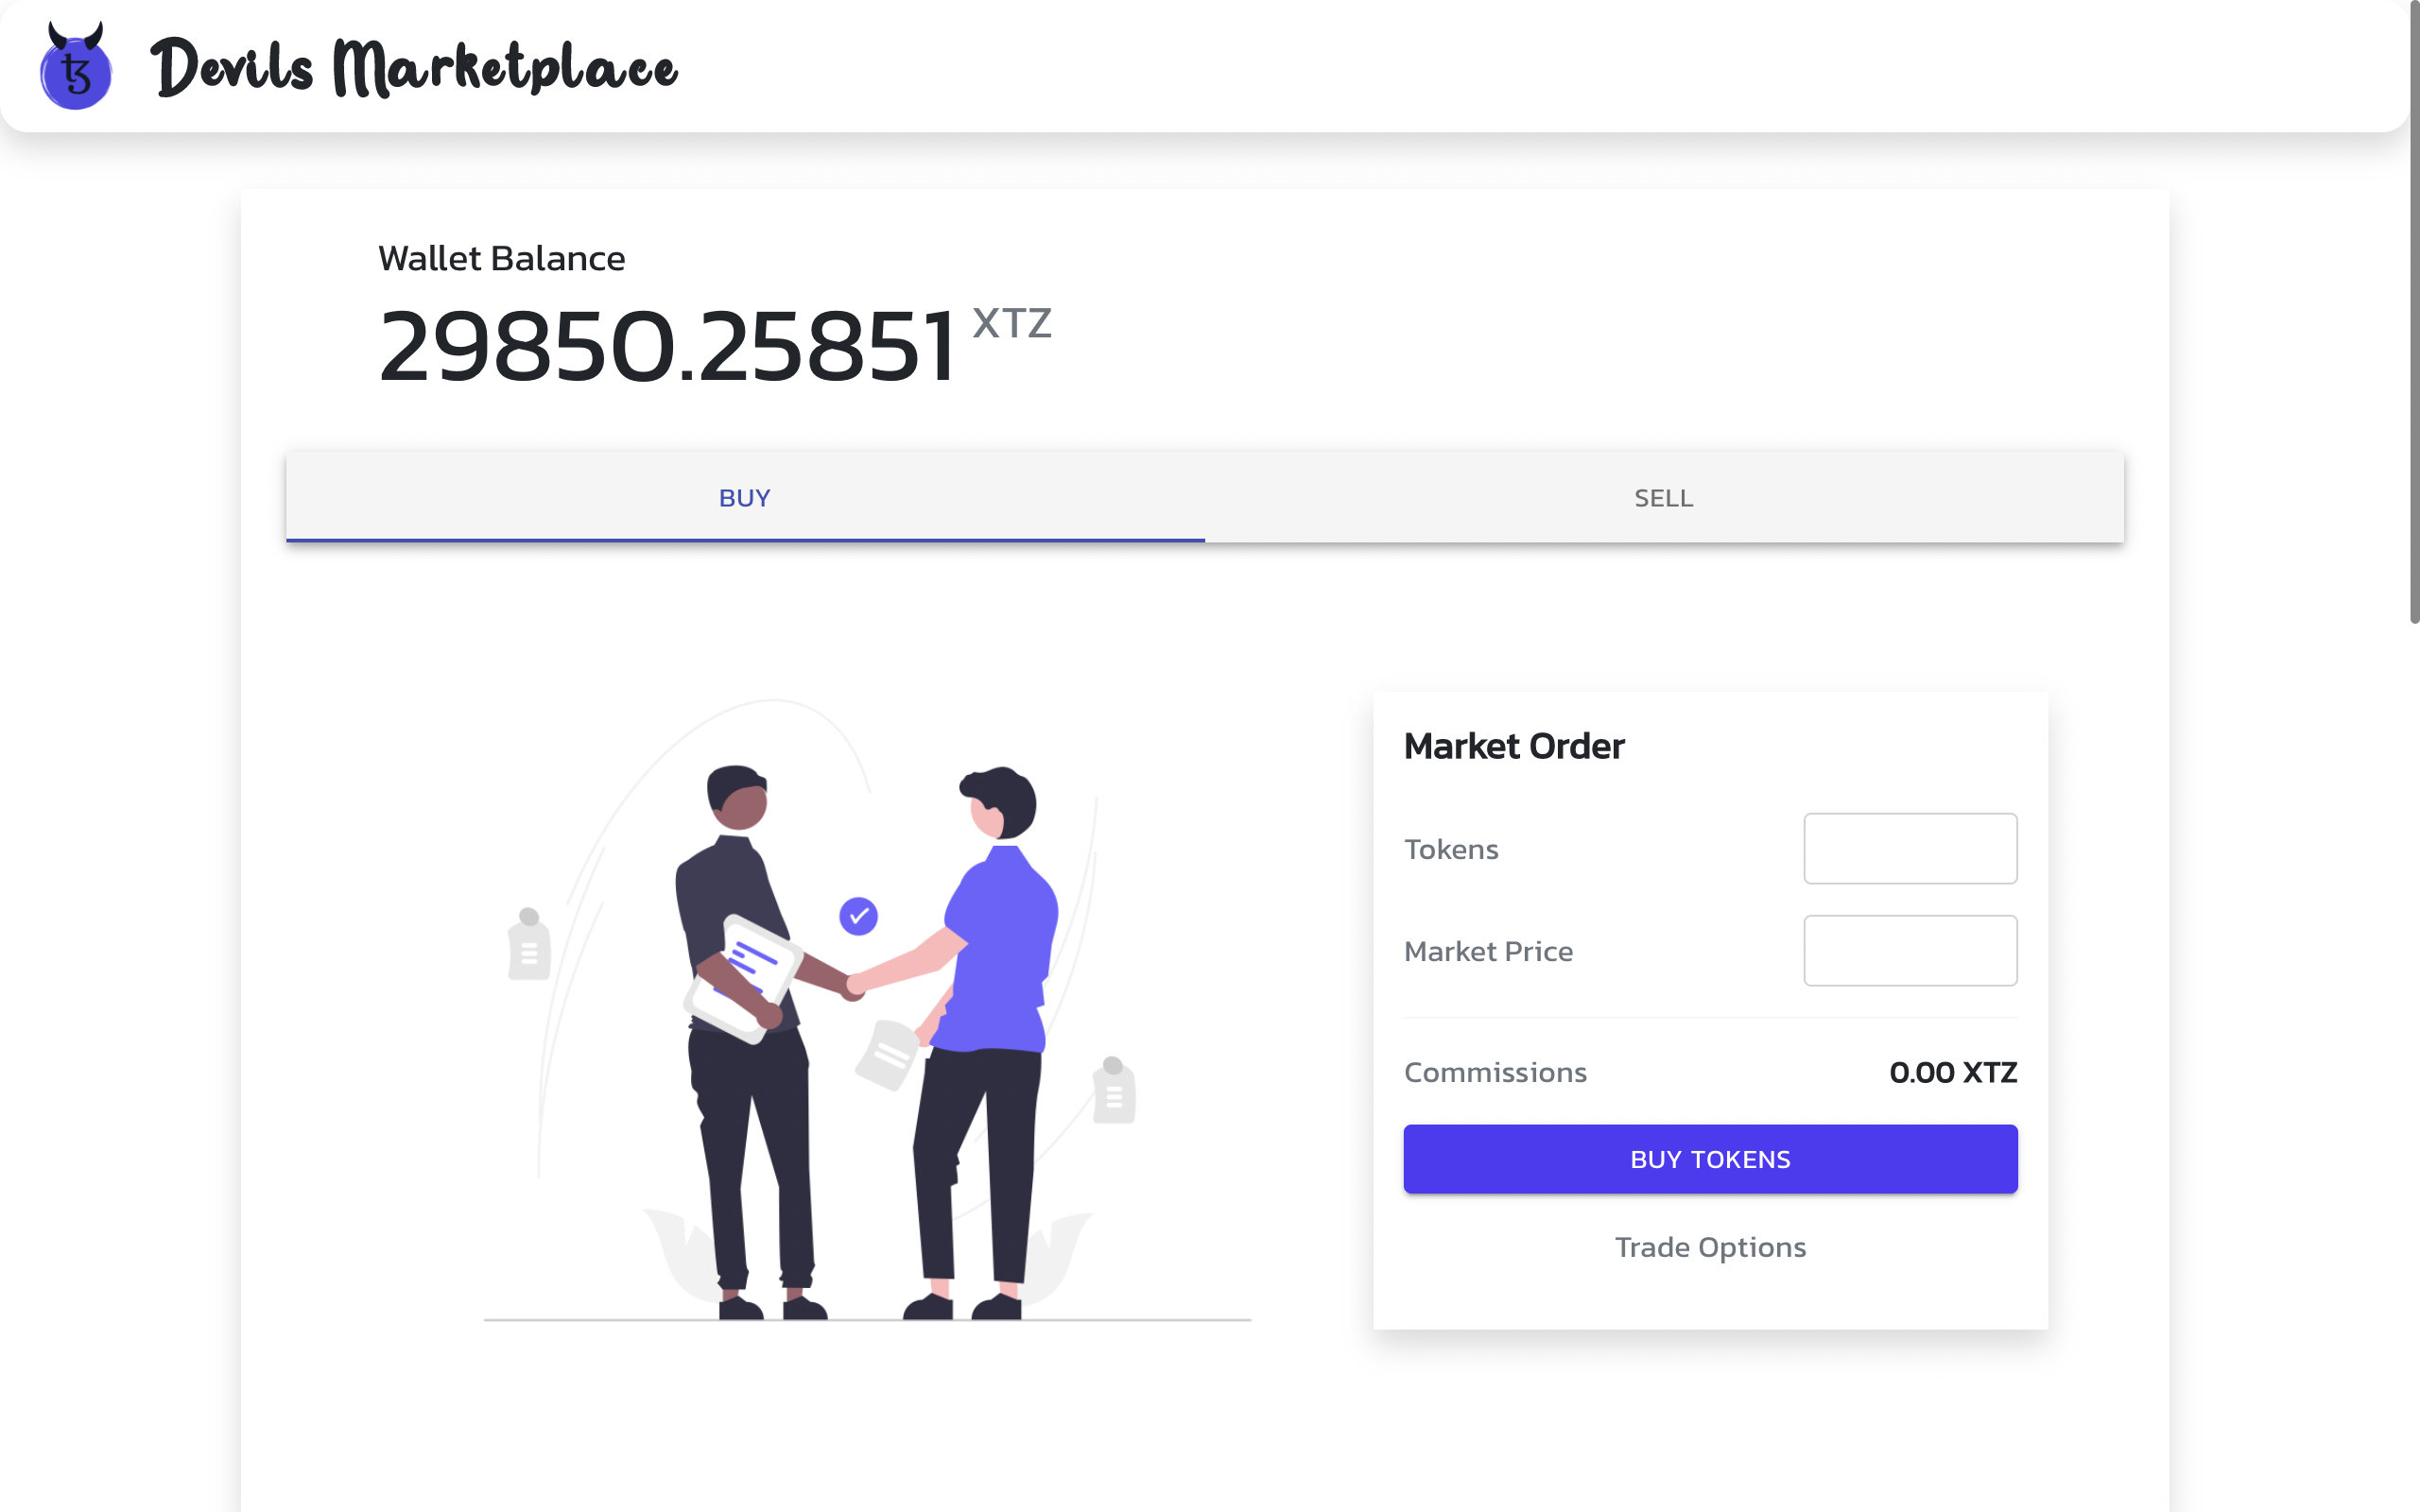 Devils Marketplace
Wallet Balance
29850.25851 XTZ
BUY
SELL
Market Order
Tokens
Market Price
Commissions 0.00 XTZ
BUY TOKENS
Trade Options